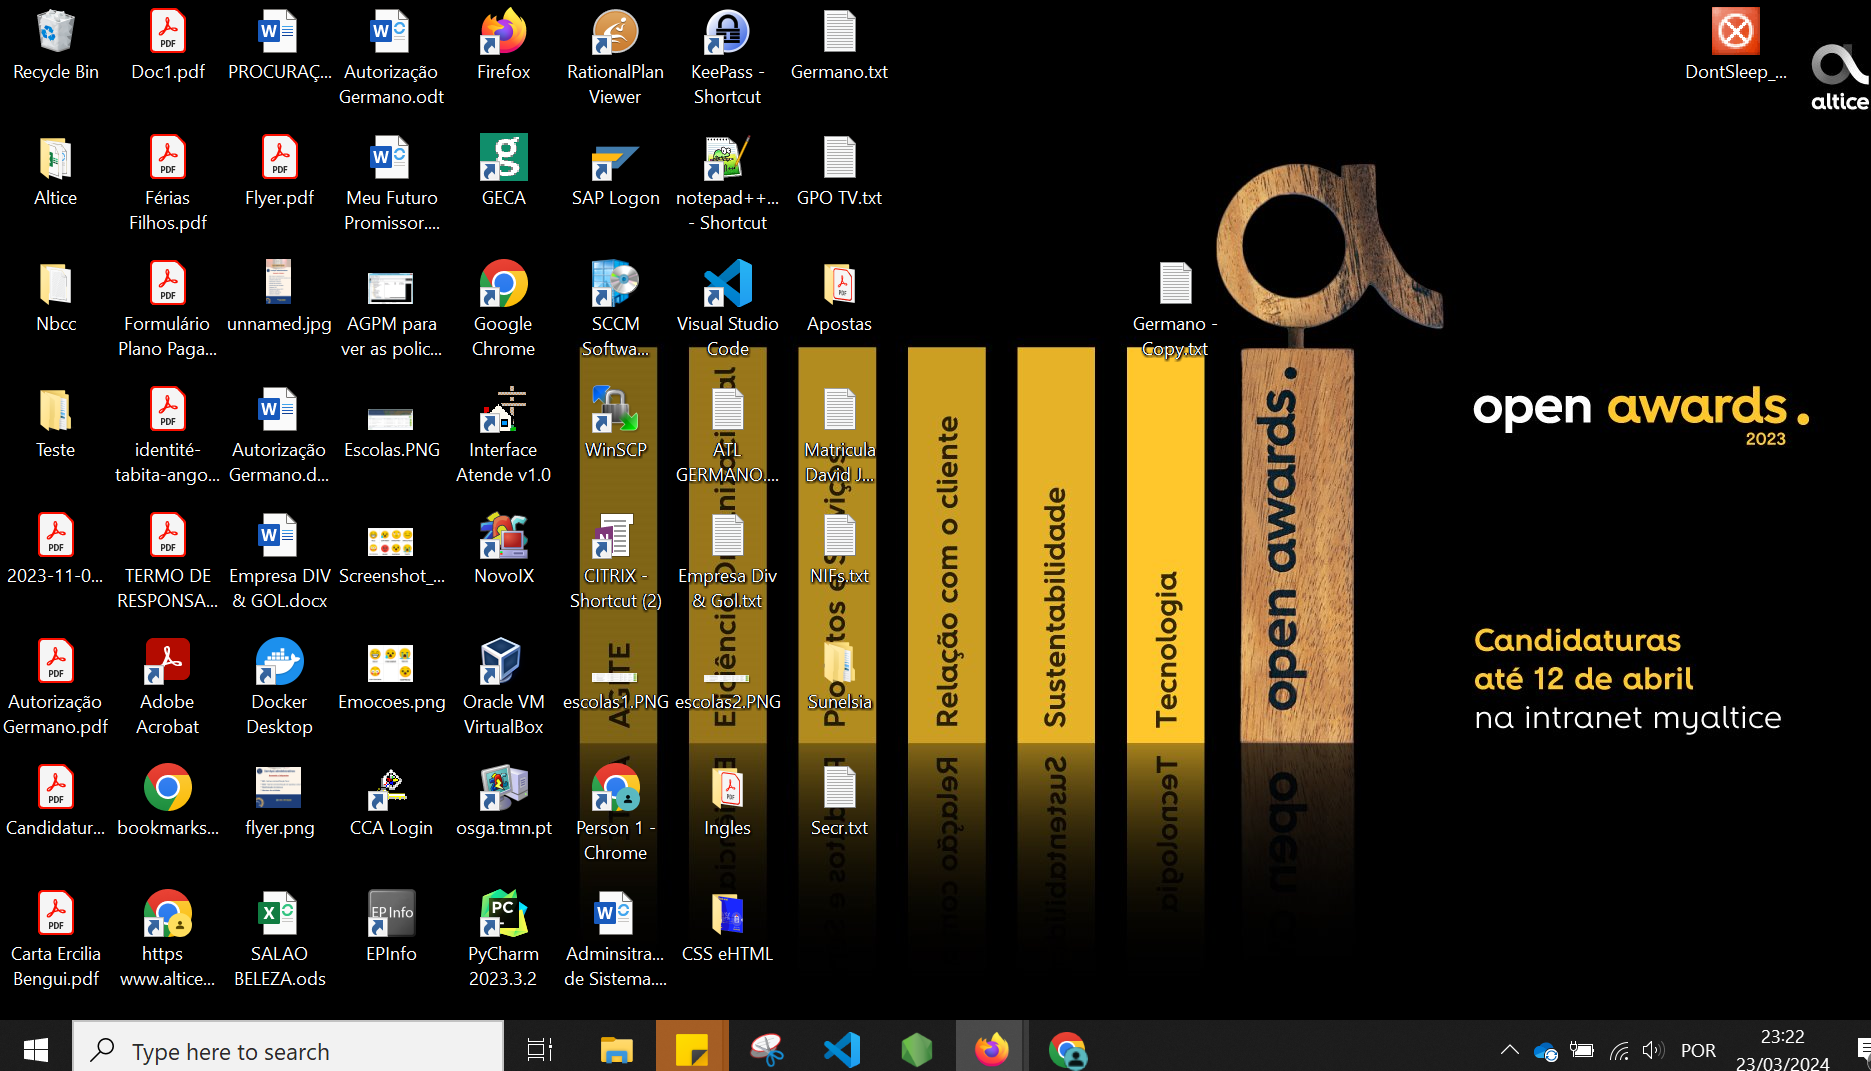 Recycle Bin
Doc1.pdf
PROCURAÇ...
Autorização
Germano.odt
Firefox
RationalPlan
Viewer
KeePass -
Shortcut
Germano.txt
DontSleep_...
altice
Altice
Férias
Filhos.pdf
Flyer.pdf
Meu Futuro
Promissor....
GECA
SAP Logon
notepad++...
- Shortcut
GPO TV.txt
Nbcc
Formulário
Plano Paga...
unnamed.jpg
AGPM para
ver as polic...
Google
Chrome
SCCM
Softwa...
Visual Studio
Code
Apostas
Germano -
Copy.txt
Teste
identité-
tabita-ango...
Autorização
Germano.d...
Escolas.PNG
Interface
Atende v1.0
WinSCP
ATL
GERMANO....
Matricula
David J...
2023-11-0...
TERMO DE
RESPONSA...
Empresa DIV
& GOL.docx
Screenshot_...
NovoIX
CITRIX -
Shortcut (2)
Empresa Div
& Gol.txt
NIFs.txt
Autorização
Germano.pdf
Adobe
Acrobat
Docker
Desktop
Emocoes.png
Oracle VM
VirtualBox
escolas1.PNG
escolas2.PNG
Sunelsia
Candidatur...
bookmarks...
flyer.png
CCA Login
osga.tmn.pt
Person 1 -
Chrome
Ingles
Secr.txt
Carta Ercilia
Bengui.pdf
https
www.altice...
SALAO
BELEZA.ods
EPInfo
PyCharm
2023.3.2
Adminsitra...
de Sistema....
CSS eHTML
Relação com o cliente
Sustentabilidade
Tecnologia
open awards.
open awards.
2023
Candidaturas
até 12 de abril
na intranet myaltice
Type here to search
POR
23:22
23/03/2024